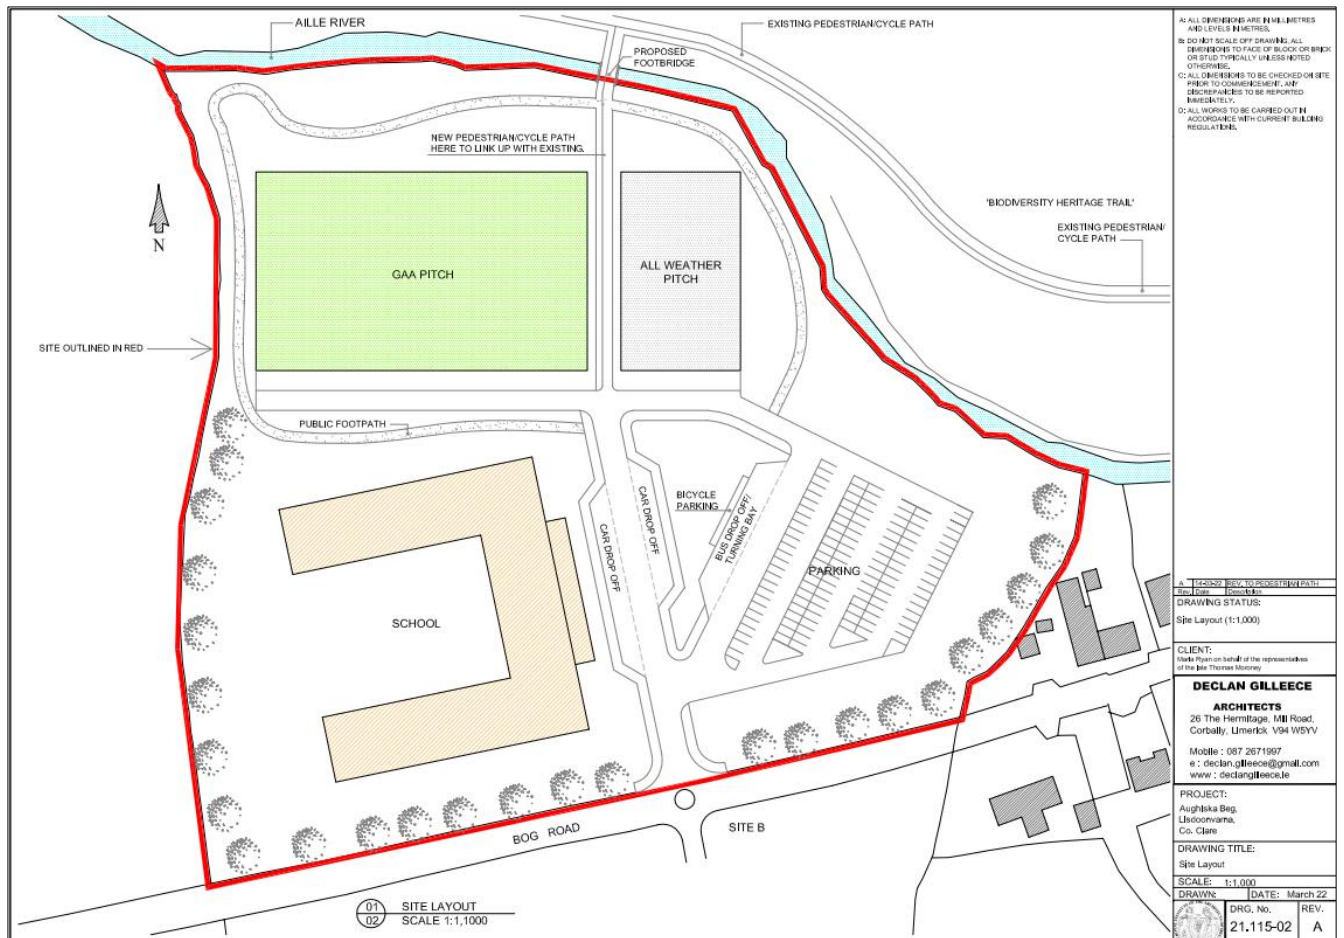 AILLE RIVER
EXISTING PEDESTRIAN/CYCLE PATH
PROPOSED
FOOTBRIDGE
NEW PEDESTRIAN/CYCLE PATH
HERE TO LINK UP WITH EXISTING.
'BIODIVERSITY HERITAGE TRAIL'
EXISTING PEDESTRIAN/
CYCLE PATH
N
GAA PITCH
ALL WEATHER
PITCH
SITE OUTLINED IN RED
PUBLIC FOOTPATH
CAR DROP OFF
CAR DROP OFF
BICYCLE
PARKING
BUS DROP OFF/
TURNING BAY
PARKING
SCHOOL
BOG ROAD
SITE B
01
02
SITE LAYOUT
SCALE 1:1,1000
A: ALL DIMENSIONS ARE IN MILLIMETRES
AND LEVELS IN METRES.
B: DO NOT SCALE OFF DRAWING. ALL
DIMENSIONS TO FACE OF BLOCK OR BRICK
OR STUD TYPICALLY UNLESS NOTED
OTHERWISE.
C: ALL DIMENSIONS TO BE CHECKED ON SITE
PRIOR TO COMMENCEMENT. ANY
DISCREPANCIES TO BE REPORTED
IMMEDIATELY.
D: ALL WORKS TO BE CARRIED OUT IN
ACCORDANCE WITH CURRENT BUILDING
REGULATIONS.
A 14-03-22 REV. TO PEDESTRIAN PATH
Rev. Date Description
DRAWING STATUS:
Site Layout (1:1,000)
CLIENT:
Maria Ryan on behalf of the representatives
of the late Thomas Moroney
DECLAN GILLEECE
ARCHITECTS
26 The Hermitage, Mill Road,
Corbally, Limerick V94 W5YV
Mobile : 087 2671997
e : declan.gilleece@gmail.com
www : declangilleece.ie
PROJECT:
Aughiska Beg,
Lisdoonvarna,
Co. Clare
DRAWING TITLE:
Site Layout
SCALE: 1:1,000
DRAWN: DATE: March 22
DRG. No. REV.
21.115-02 A